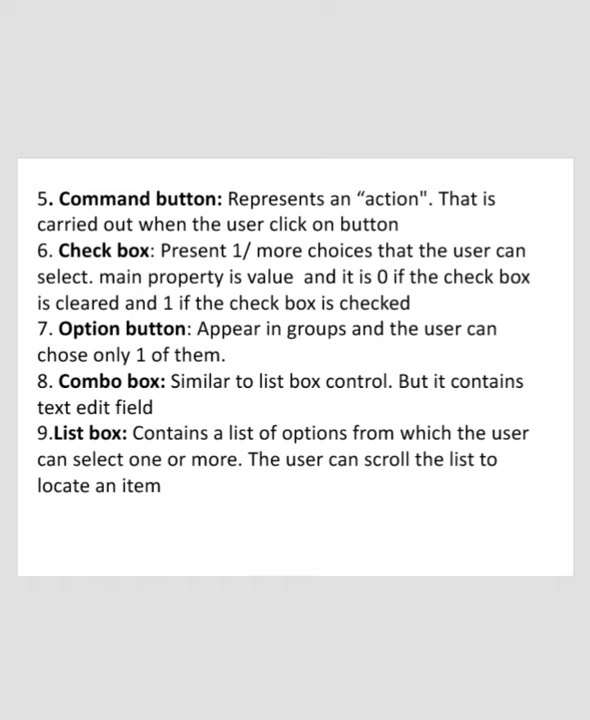 5. Command button: Represents an “action". That is
carried out when the user click on button
6. Check box: Present 1/ more choices that the user can
select. main property is value  and it is 0 if the check box
is cleared and 1 if the check box is checked
7. Option button: Appear in groups and the user can
chose only 1 of them.
8. Combo box: Similar to list box control. But it contains
text edit field
9.List box: Contains a list of options from which the user
can select one or more. The user can scroll the list to
locate an item